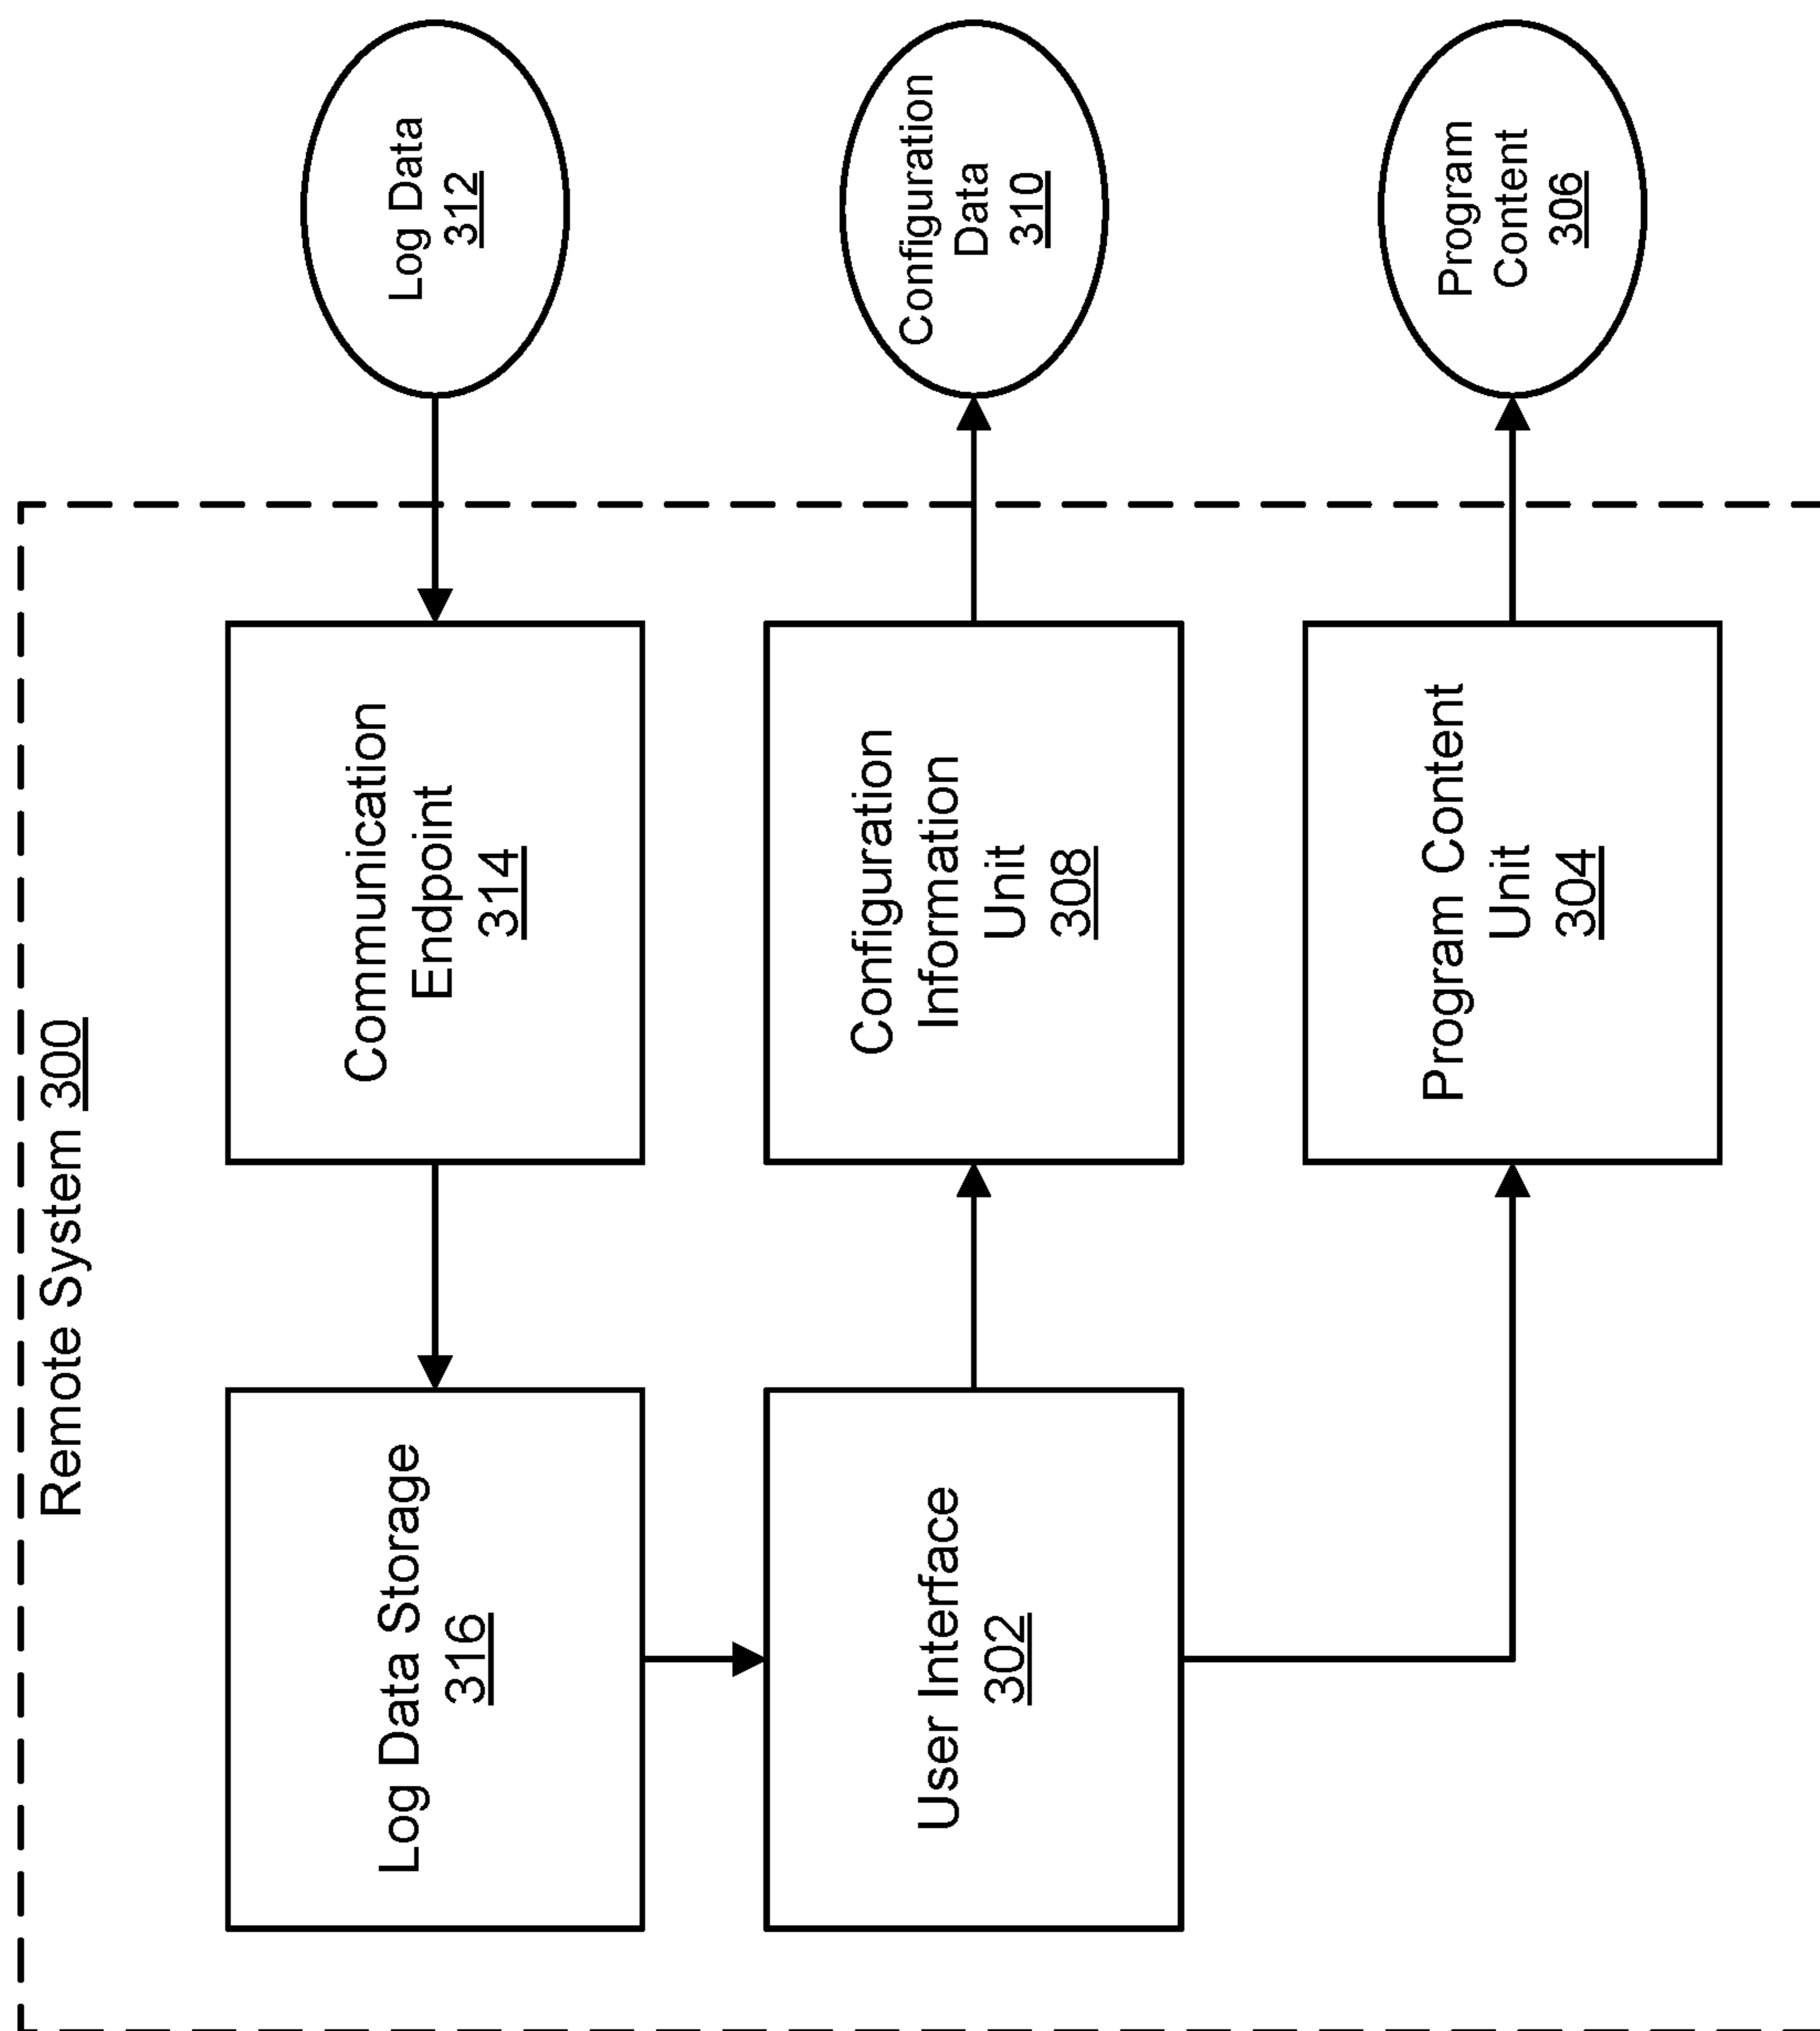 Remote System 300
Log Data Storage
316
Communication
Endpoint
314
Log Data
312
User Interface
302
Configuration
Information
Unit
308
Configuration
Data
310
Program Content
Unit
304
Program
Content
306